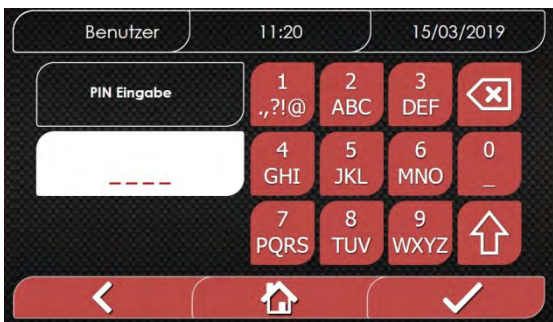 Benutzer 11:20 15/03/2019
PIN Eingabe
1 2 3
.,?!@ ABC DEF
_ _ _ _
4 5 6 0
GHI JKL MNO _
7 8 9
PQRS TUV WXYZ